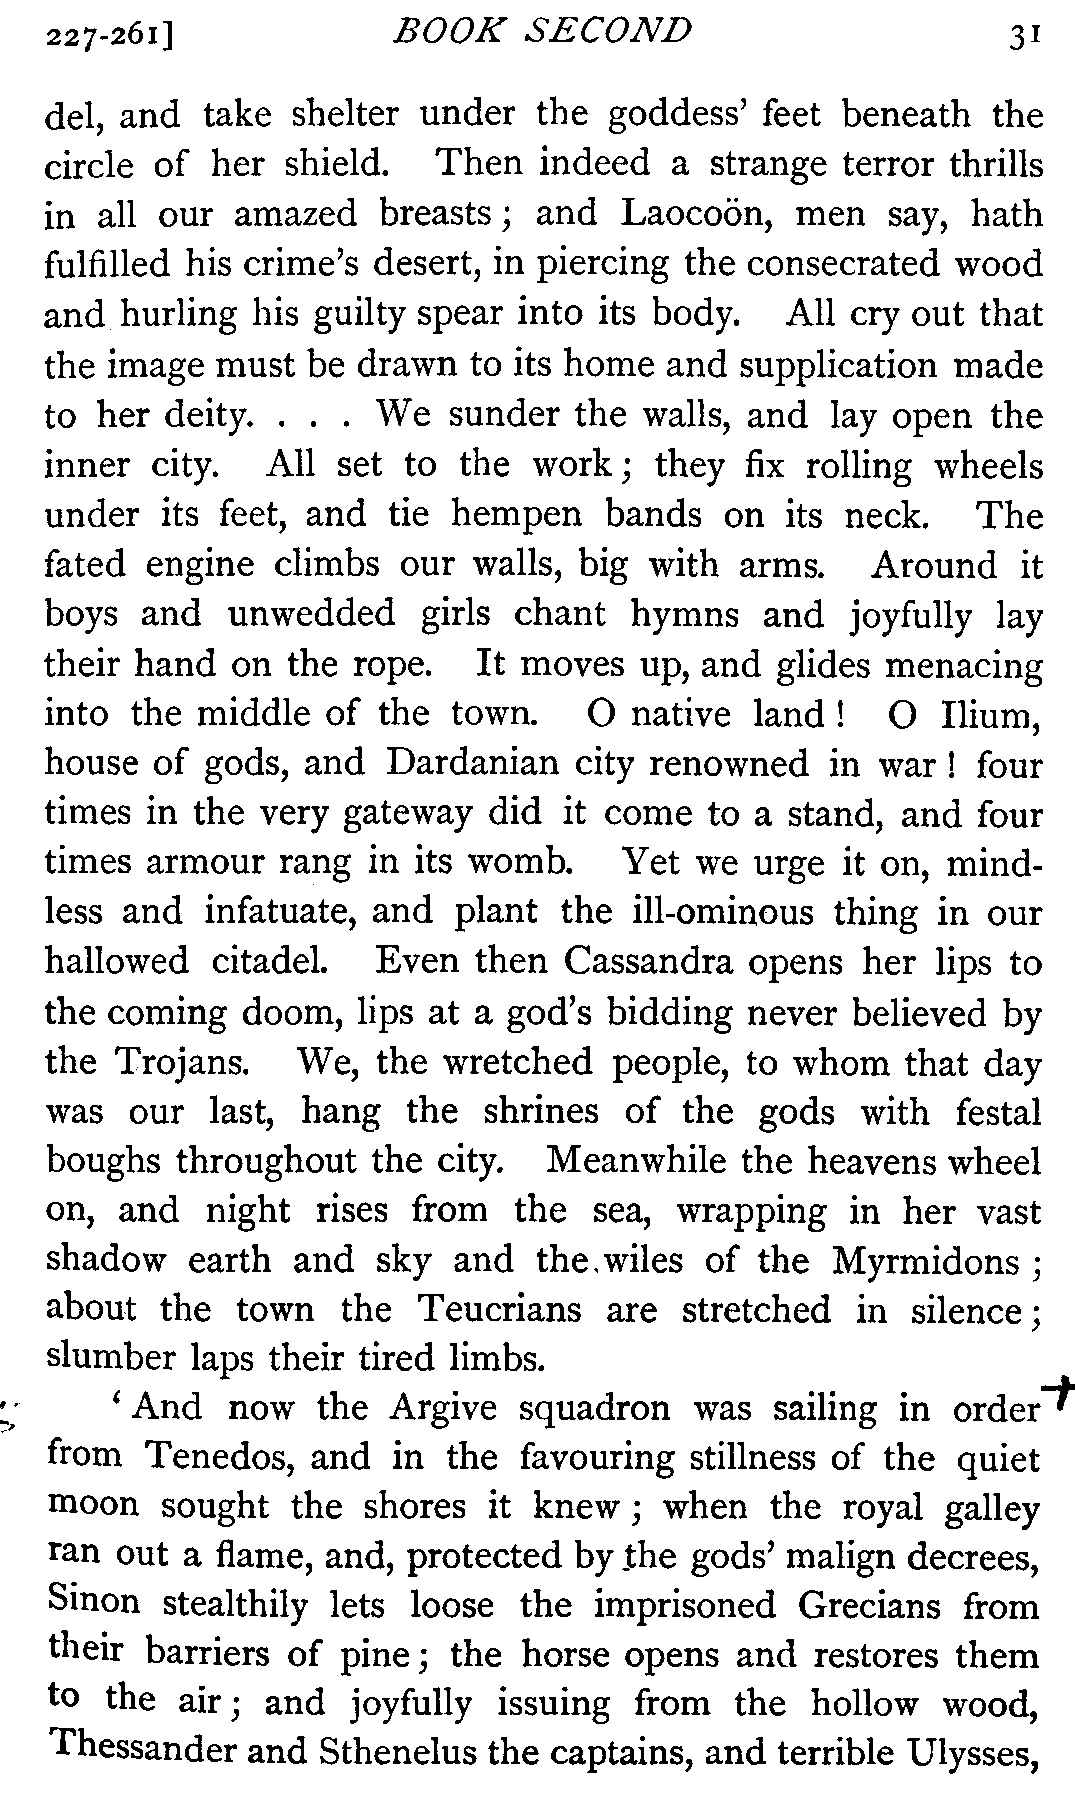 227-261] BOOK SECOND 31
del, and take shelter under the goddess' feet beneath the
circle of her shield. Then indeed a strange terror thrills
in all our amazed breasts ; and Laocoön, men say, hath
fulfilled his crime's desert, in piercing the consecrated wood
and hurling his guilty spear into its body. All cry out that
the image must be drawn to its home and supplication made
to her deity. . . . We sunder the walls, and lay open the
inner city. All set to the work ; they fix rolling wheels
under its feet, and tie hempen bands on its neck. The
fated engine climbs our walls, big with arms. Around it
boys and unwedded girls chant hymns and joyfully lay
their hand on the rope. It moves up, and glides menacing
into the middle of the town. O native land ! O Ilium,
house of gods, and Dardanian city renowned in war ! four
times in the very gateway did it come to a stand, and four
times armour rang in its womb. Yet we urge it on, mind-
less and infatuate, and plant the ill-ominous thing in our
hallowed citadel. Even then Cassandra opens her lips to
the coming doom, lips at a god's bidding never believed by
the Trojans. We, the wretched people, to whom that day
was our last, hang the shrines of the gods with festal
boughs throughout the city. Meanwhile the heavens wheel
on, and night rises from the sea, wrapping in her vast
shadow earth and sky and the wiles of the Myrmidons ;
about the town the Teucrians are stretched in silence ;
slumber laps their tired limbs.
' And now the Argive squadron was sailing in order
from Tenedos, and in the favouring stillness of the quiet
moon sought the shores it knew ; when the royal galley
ran out a flame, and, protected by the gods' malign decrees,
Sinon stealthily lets loose the imprisoned Grecians from
their barriers of pine ; the horse opens and restores them
to the air ; and joyfully issuing from the hollow wood,
Thessander and Sthenelus the captains, and terrible Ulysses,